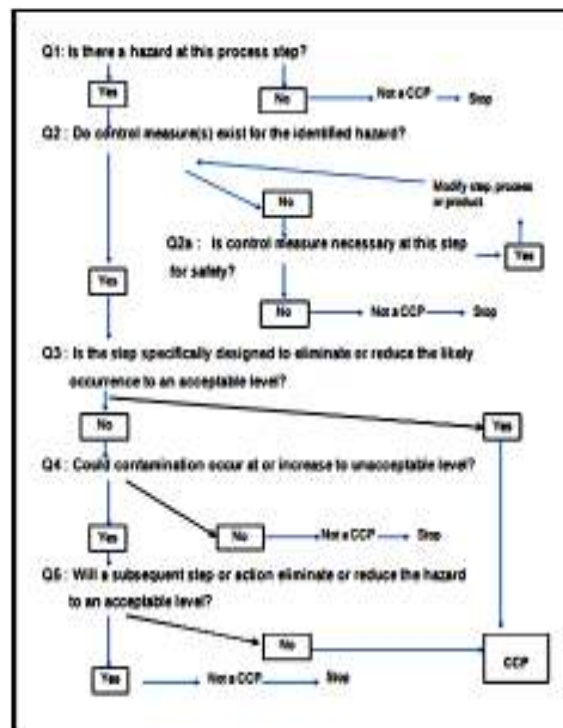 Q1: Is there a hazard at this process step?
Yes
No
Not a CCP
Stop
Q2 : Do control measure(s) exist for the identified hazard?
Modify step, process
or product
No
Q2a : Is control measure necessary at this step
for safety?
Yes
Yes
No
Not a CCP
Stop
Q3 : Is the step specifically designed to eliminate or reduce the likely
occurrence to an acceptable level?
No
Yes
Q4 : Could contamination occur at or increase to unacceptable level?
Yes
No
Not a CCP
Stop
Q5 : Will a subsequent step or action eliminate or reduce the hazard
to an acceptable level?
No
CCP
Yes
Not a CCP
Stop